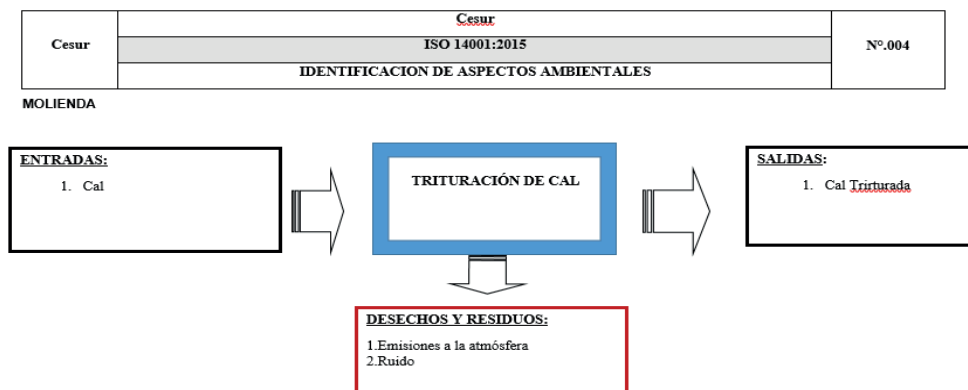 Cesur
Cesur
ISO 14001:2015
IDENTIFICACION DE ASPECTOS AMBIENTALES
Nº.004
MOLIENDA
ENTRADAS:
1. Cal
TRITURACIÓN DE CAL
SALIDAS:
1. Cal Trirturada
DESECHOS Y RESIDUOS:
1.Emisiones a la atmósfera
2.Ruido